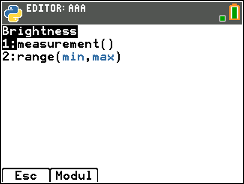 EDITOR: AAA
Brightness
1:measurement()
2:range(min,max)
Esc Modul